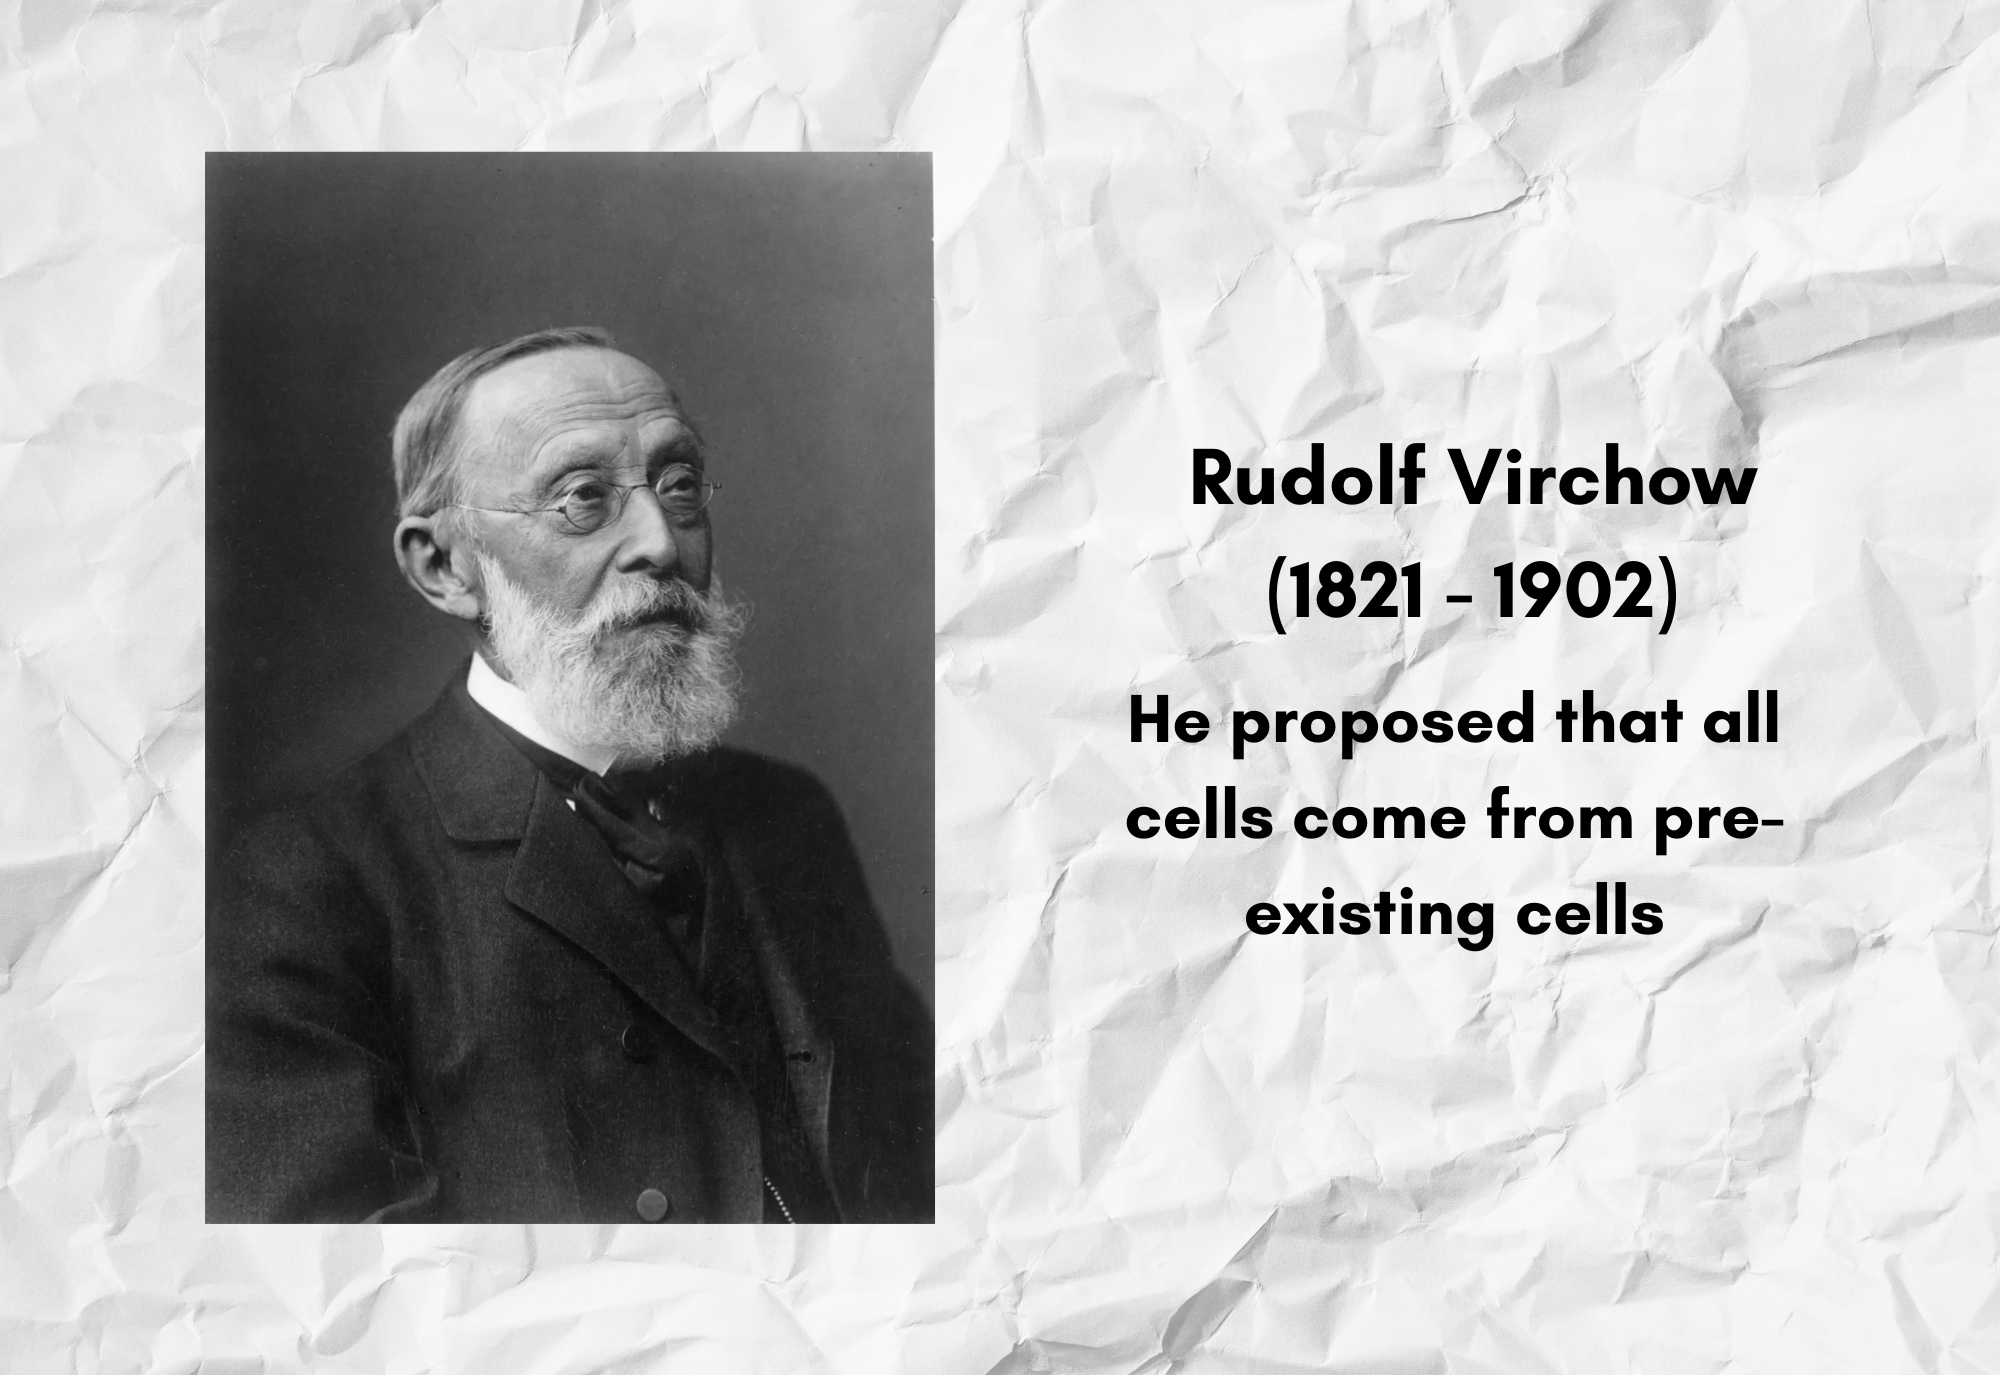 Rudolf Virchow
(1821 - 1902)
He proposed that all
cells come from pre-
existing cells